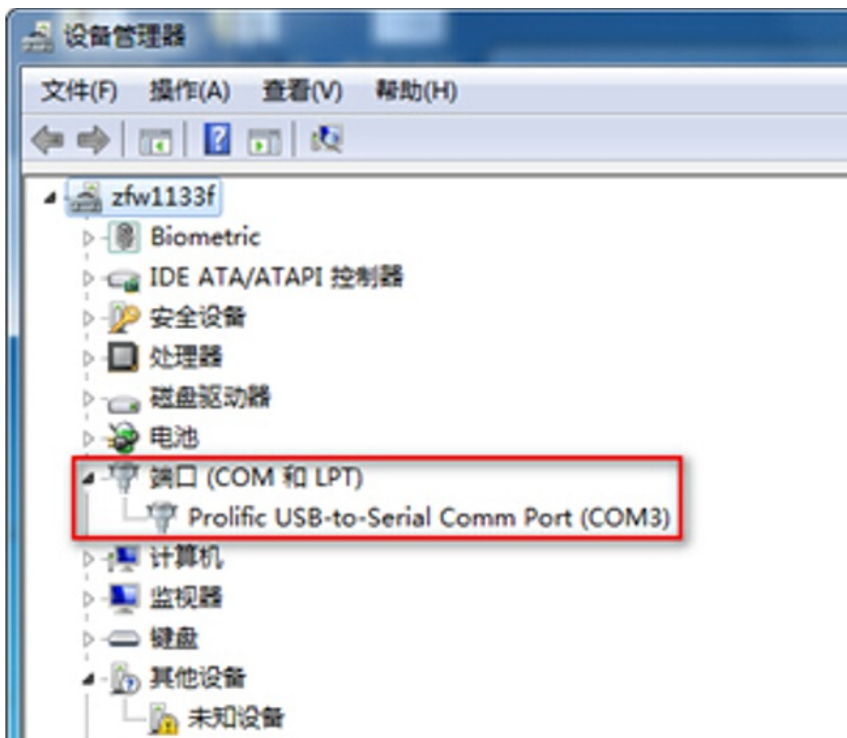 设备管理器
文件(F) 操作(A) 查看(V) 帮助(H)
zfw1133f
Biometric
IDE ATA/ATAPI 控制器
安全设备
处理器
磁盘驱动器
电池
端口 (COM 和 LPT)
Prolific USB-to-Serial Comm Port (COM3)
计算机
监视器
键盘
其他设备
未知设备